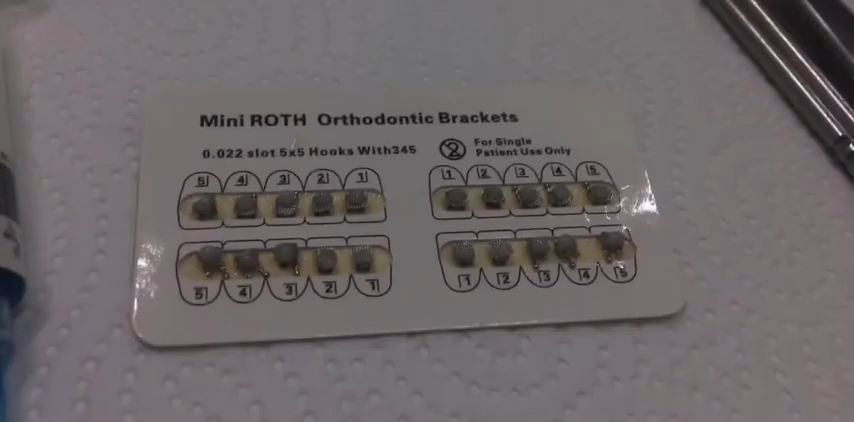 Mini ROTH Orthodontic Brackets
0.022 slot 5x5 Hooks With345
2
For Single
Patient Use Only
5 4 3 2 1
1 2 3 4 5
5 4 3 2 1
1 2 3 4 5